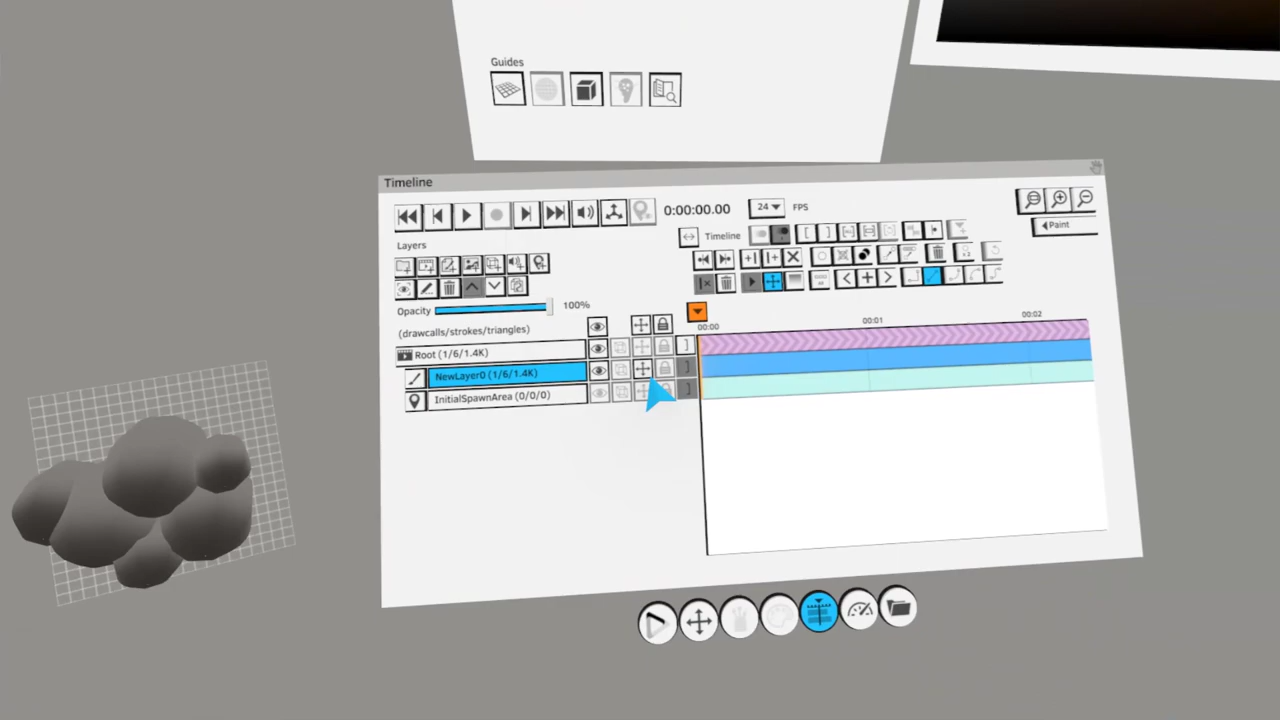 Guides
Timeline
0:00:00.00
24
FPS
Layers
Timeline
Paint
Opacity
100%
(drawcalls/strokes/triangles)
00:00
00:01
00:02
Root (1/6/1.4K)
NewLayer0 (1/6/1.4K)
InitialSpawnArea (0/0/0)